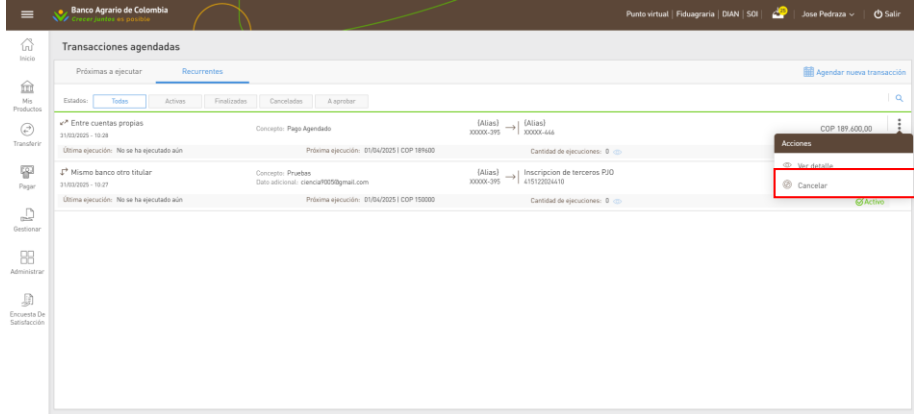 Banco Agrario de Colombia
Crecer juntos es posible
Punto virtual | Fiduagraria | DIAN | SOI | Jose Pedraza Salir
Inicio
Mis Productos
Transferir
Pagar
Gestionar
Administrar
Encuesta De Satisfacción
Transacciones agendadas
Próximas a ejecutar Recurrentes Agendar nueva transacción
Estados: Todas Activas Finalizadas Canceladas A aprobar
Entre cuentas propias
31/03/2025 - 10:28
Concepto: Pago Agendado
(Alias) (Alias)
XXXXX-395 XXXXX-446
COP 189.600,00
Última ejecución: No se ha ejecutado aún Próxima ejecución: 01/04/2025 | COP 189600 Cantidad de ejecuciones: 0
Mismo banco otro titular
31/03/2025 - 10:27
Concepto: Pruebas
Dato adicional: ciencia9005@gmail.com
(Alias) Inscripcion de terceros PJO
XXXXX-395 415122024410
Última ejecución: No se ha ejecutado aún Próxima ejecución: 01/04/2025 | COP 150000 Cantidad de ejecuciones: 0
Activo
Acciones
Ver detalle
Cancelar